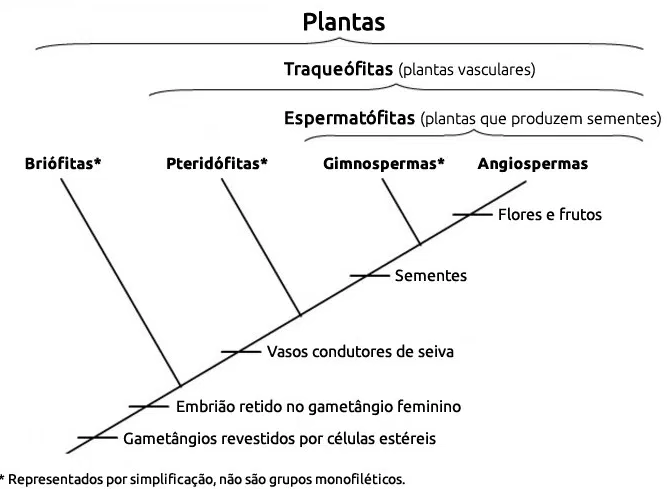 Plantas
Traqueófitas (plantas vasculares)
Espermatófitas (plantas que produzem sementes)
Briófitas* Pteridófitas* Gimnospermas* Angiospermas
Flores e frutos
Sementes
Vasos condutores de seiva
Embrião retido no gametângio feminino
Gametângios revestidos por células estéreis
* Representados por simplificação, não são grupos monofiléticos.